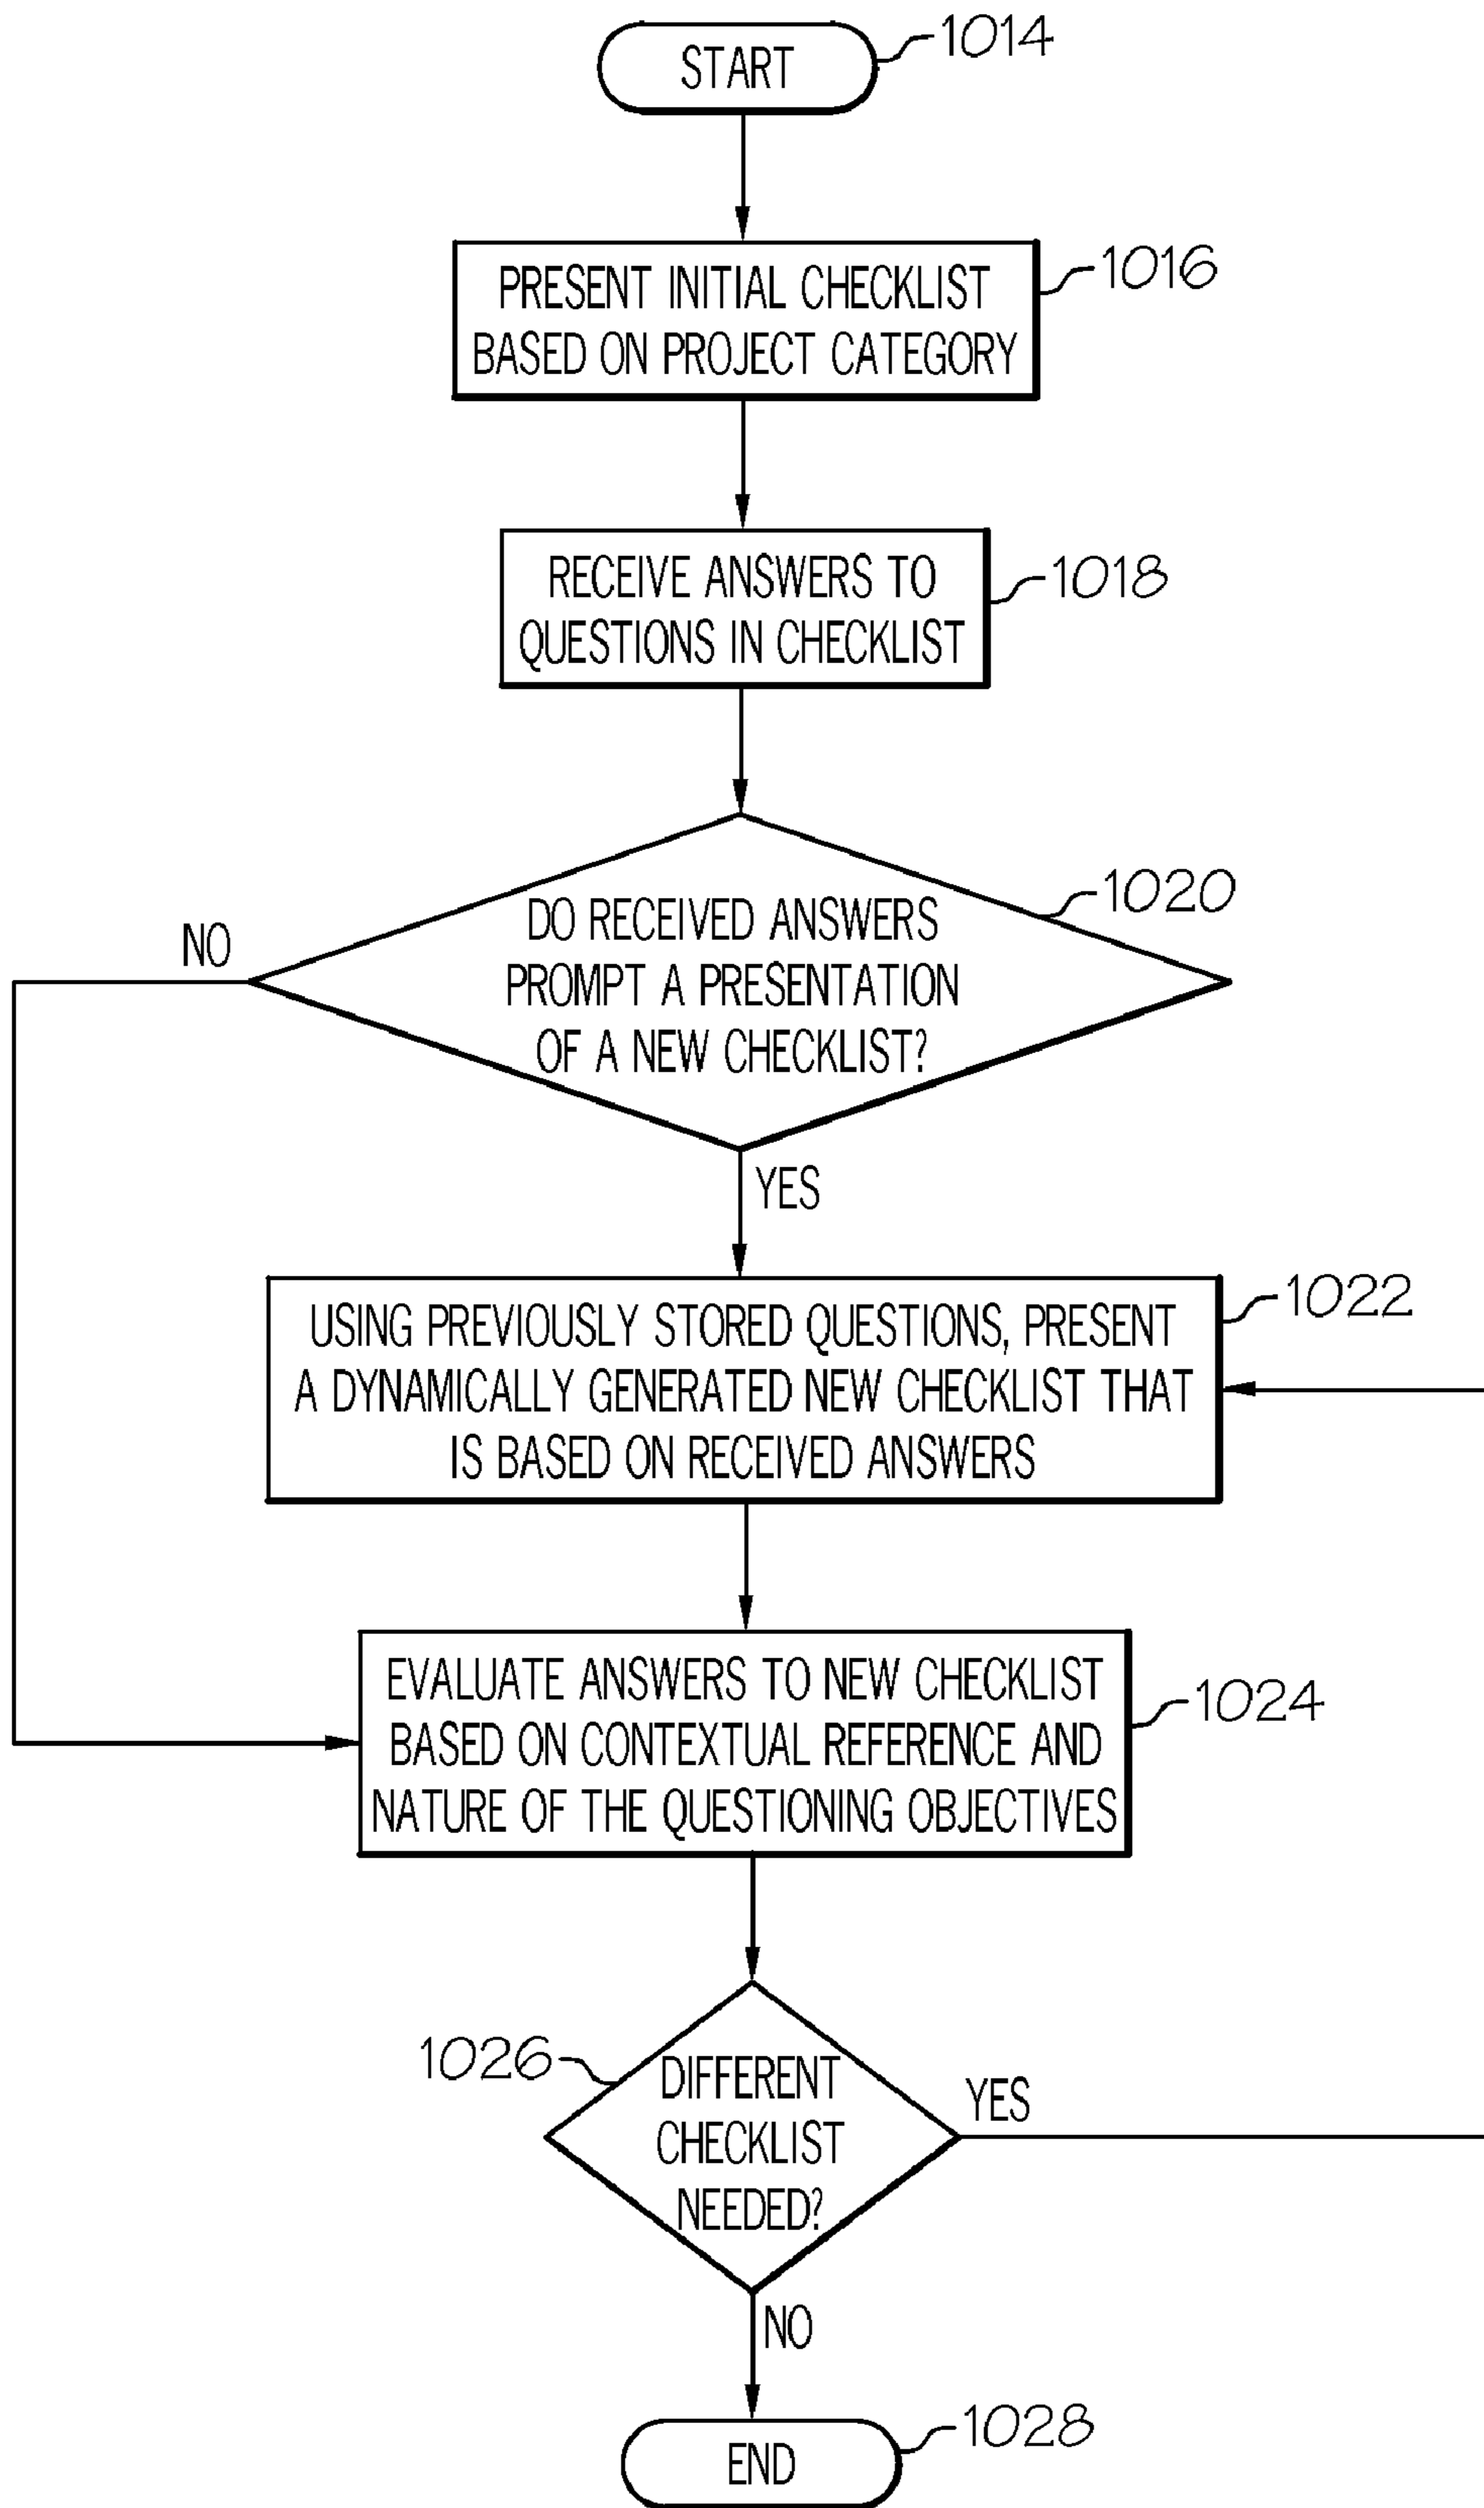 START
1014
PRESENT INITIAL CHECKLIST
BASED ON PROJECT CATEGORY
1016
RECEIVE ANSWERS TO
QUESTIONS IN CHECKLIST
1018
DO RECEIVED ANSWERS
PROMPT A PRESENTATION
OF A NEW CHECKLIST?
1020
NO
YES
USING PREVIOUSLY STORED QUESTIONS, PRESENT
A DYNAMICALLY GENERATED NEW CHECKLIST THAT
IS BASED ON RECEIVED ANSWERS
1022
EVALUATE ANSWERS TO NEW CHECKLIST
BASED ON CONTEXTUAL REFERENCE AND
NATURE OF THE QUESTIONING OBJECTIVES
1024
1026
DIFFERENT
CHECKLIST
NEEDED?
YES
NO
END
1028